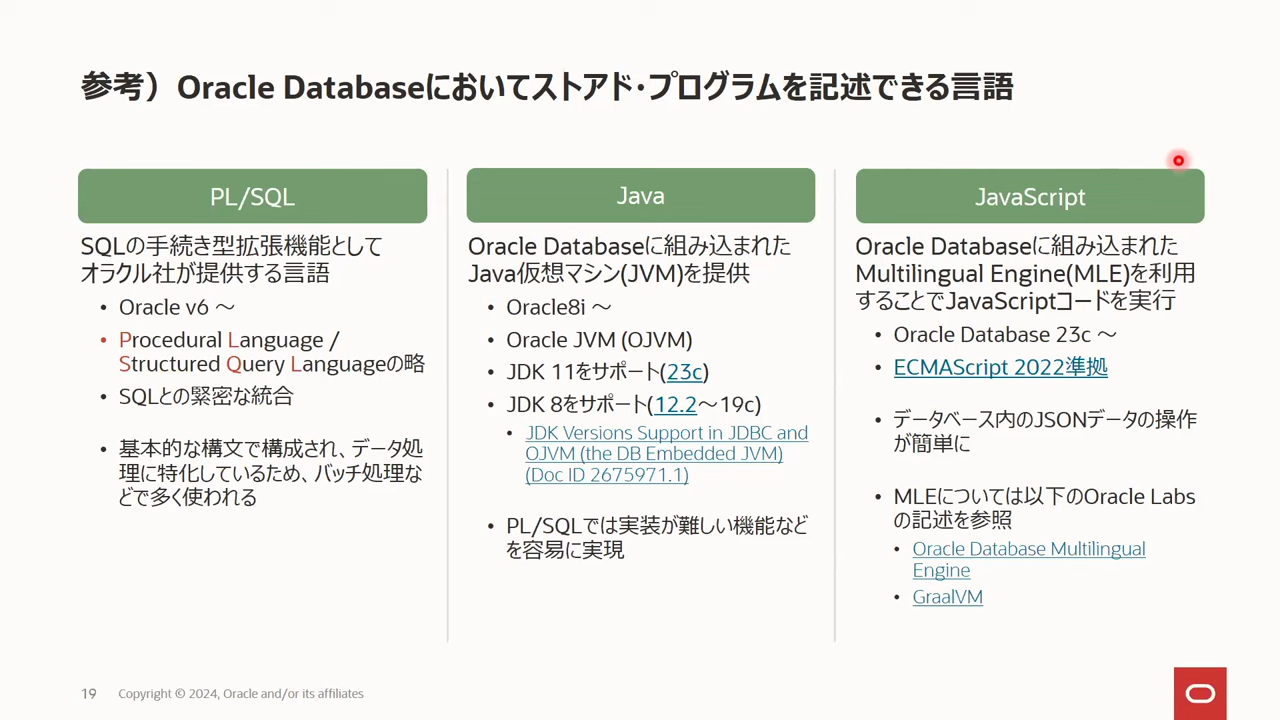 参考）Oracle Databaseにおいてストアド・プログラムを記述できる言語
PL/SQL
SQLの手続き型拡張機能として
オラクル社が提供する言語
• Oracle v6 ～
• Procedural Language /
Structured Query Languageの略
• SQLとの緊密な統合
• 基本的な構文で構成され、データ処
理に特化しているため、バッチ処理な
どで多く使われる
Java
Oracle Databaseに組み込まれた
Java仮想マシン(JVM)を提供
• Oracle8i ～
• Oracle JVM (OJVM)
• JDK 11をサポート(23c)
• JDK 8をサポート(12.2～19c)
• JDK Versions Support in JDBC and
OJVM (the DB Embedded JVM)
(Doc ID 2675971.1)
• PL/SQLでは実装が難しい機能など
を容易に実現
JavaScript
Oracle Databaseに組み込まれた
Multilingual Engine(MLE)を利用
することでJavaScriptコードを実行
• Oracle Database 23c ～
• ECMAScript 2022準拠
• データベース内のJSONデータの操作
が簡単に
• MLEについては以下のOracle Labs
の記述を参照
• Oracle Database Multilingual
Engine
• GraalVM
19 Copyright © 2024, Oracle and/or its affiliates